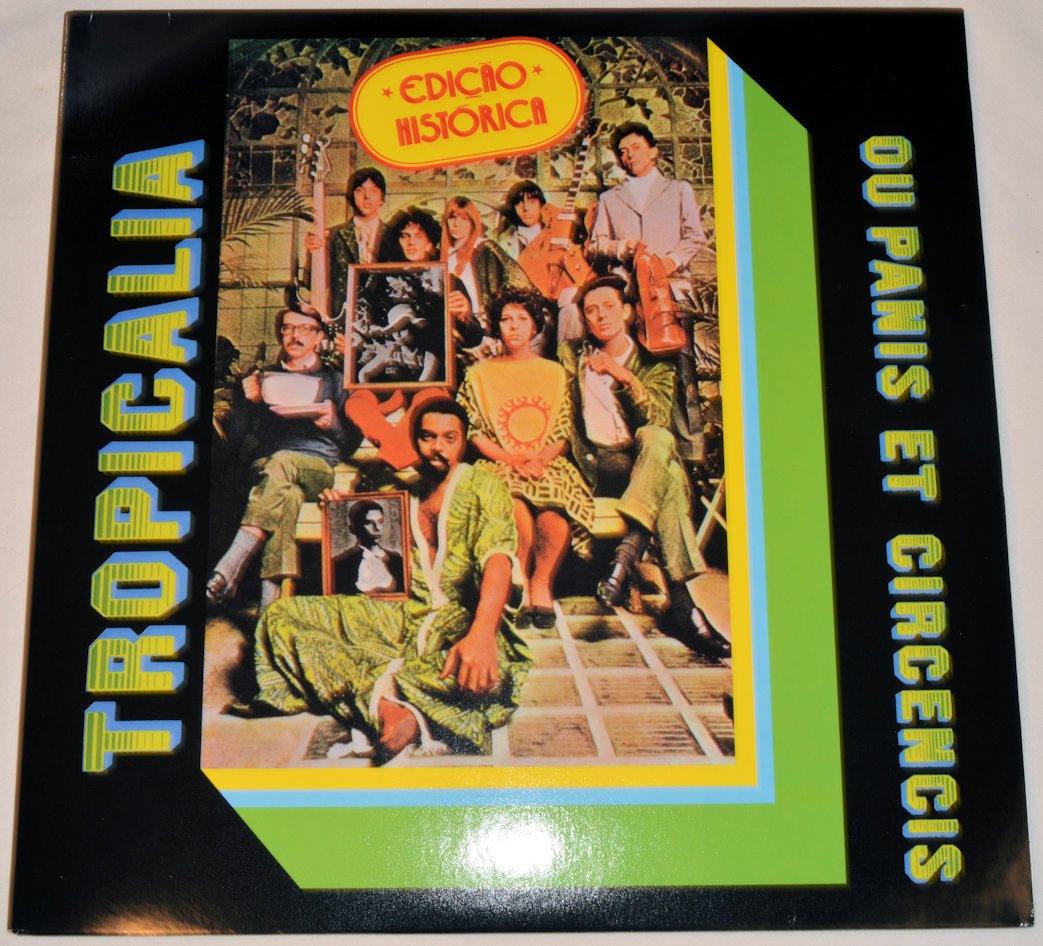 TROPICALIA
EDIÇÃO
HISTÓRICA
OU PANIS ET CIRCENCIS